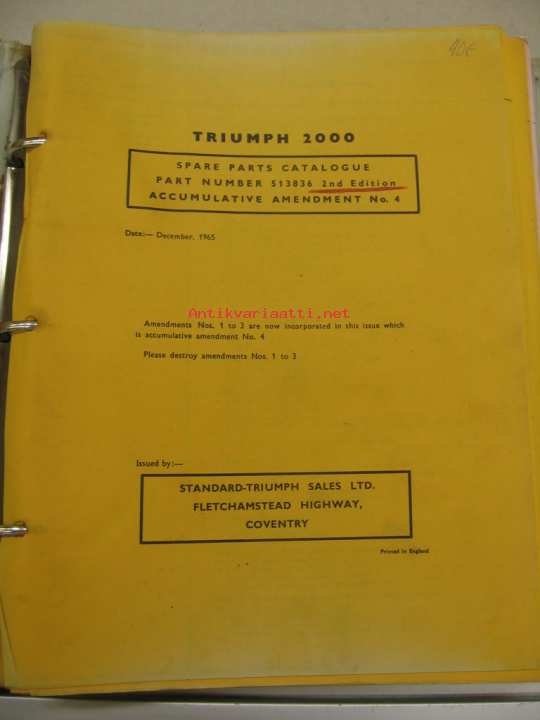 40€
TRIUMPH 2000
SPARE PARTS CATALOGUE
PART NUMBER 513836 2nd Edition
ACCUMULATIVE AMENDMENT No. 4
Date:— December, 1965
Antikvariaatti.net
Amendments Nos. 1 to 3 are now incorporated in this issue which
is accumulative amendment No. 4
Please destroy amendments Nos. 1 to 3
Issued by:—
STANDARD-TRIUMPH SALES LTD.
FLETCHAMSTEAD HIGHWAY,
COVENTRY
Printed in England